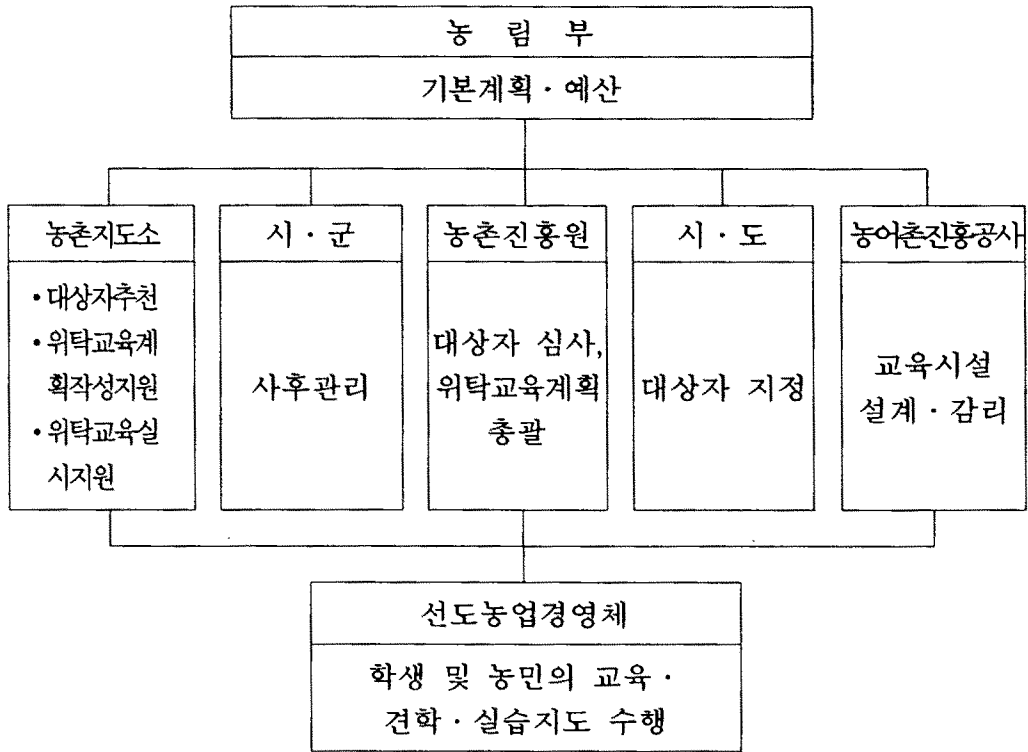 농 림 부
기본계획 · 예산
농촌지도소
• 대상자추천
• 위탁교육계
획작성지원
• 위탁교육실
시지원
시 · 군
사후관리
농촌진흥원
대상자 심사,
위탁교육계획
총괄
시 · 도
대상자 지정
농어촌진흥공사
교육시설
설계 · 감리
선도농업경영체
학생 및 농민의 교육 ·
견학 · 실습지도 수행